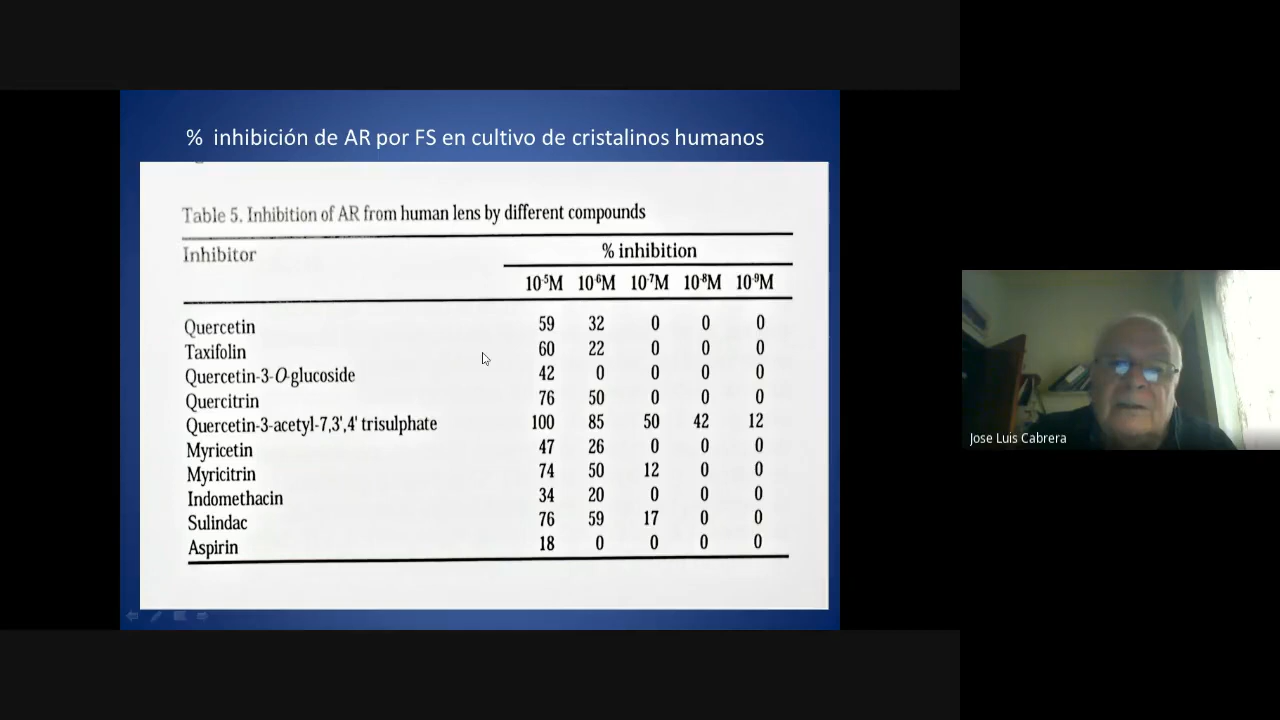 % inhibición de AR por FS en cultivo de cristalinos humanos
Table 5. Inhibition of AR from human lens by different compounds
Inhibitor % inhibition
10⁻⁵M 10⁻⁶M 10⁻⁷M 10⁻⁸M 10⁻⁹M
Quercetin 59 32 0 0 0
Taxifolin 60 22 0 0 0
Quercetin-3-O-glucoside 42 0 0 0 0
Quercitrin 76 50 0 0 0
Quercetin-3-acetyl-7,3',4' trisulphate 100 85 50 42 12
Myricetin 47 26 0 0 0
Myricitrin 74 50 12 0 0
Indomethacin 34 20 0 0 0
Sulindac 76 59 17 0 0
Aspirin 18 0 0 0 0
Jose Luis Cabrera